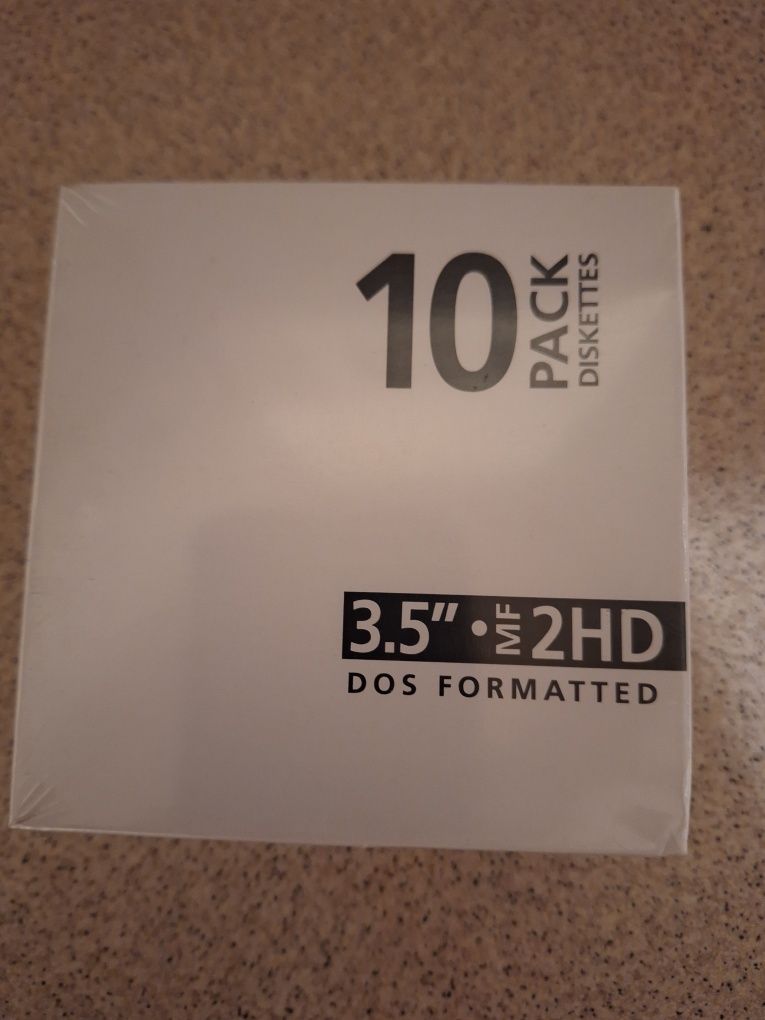 10 PACK
DISKETTES
3.5" • MF 2HD
DOS FORMATTED